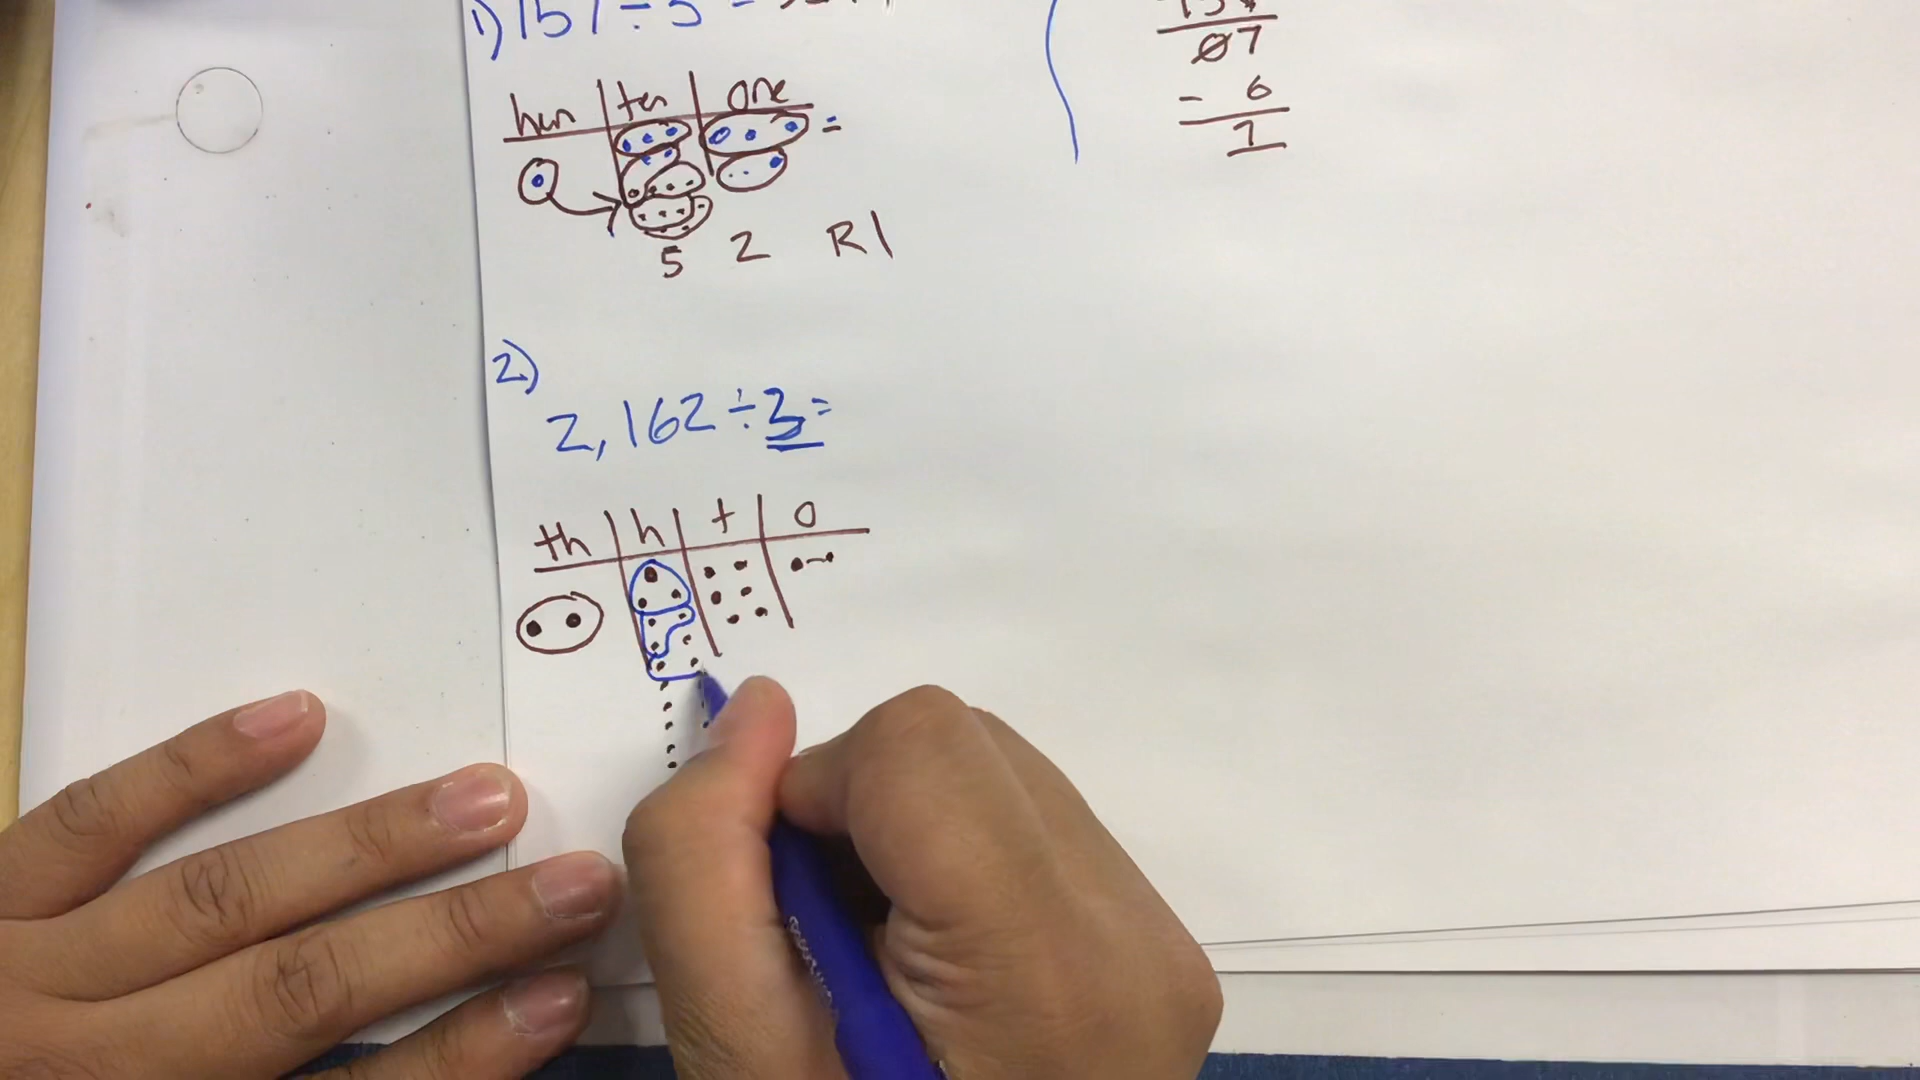 1) 157 ÷ 3 =
hun ten one
=
5 2 R1
2)
2,162 ÷ 3 =
th h t o
07
- 6
1